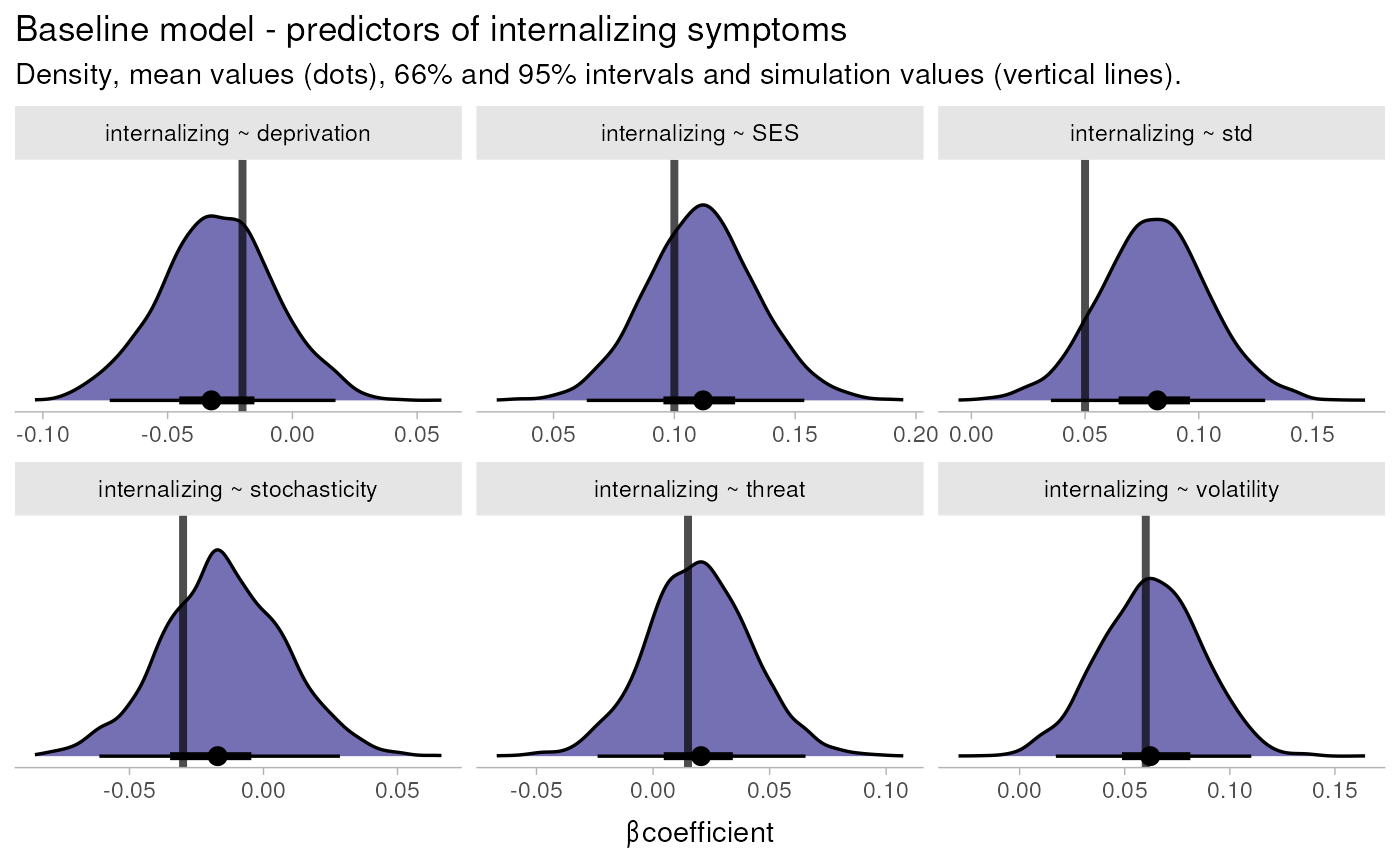 Baseline model - predictors of internalizing symptoms
Density, mean values (dots), 66% and 95% intervals and simulation values (vertical lines).
internalizing ~ deprivation
internalizing ~ SES
internalizing ~ std
-0.10 -0.05 0.00 0.05
0.05 0.10 0.15 0.20
0.00 0.05 0.10 0.15
internalizing ~ stochasticity
internalizing ~ threat
internalizing ~ volatility
-0.05 0.00 0.05
-0.05 0.00 0.05 0.10
0.00 0.05 0.10 0.15
βcoefficient